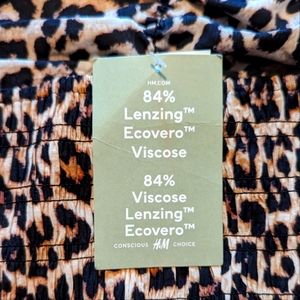 HM.COM
84%
Lenzing™
Ecovero™
Viscose
84%
Viscose
Lenzing™
Ecovero™
CONSCIOUS H&M CHOICE